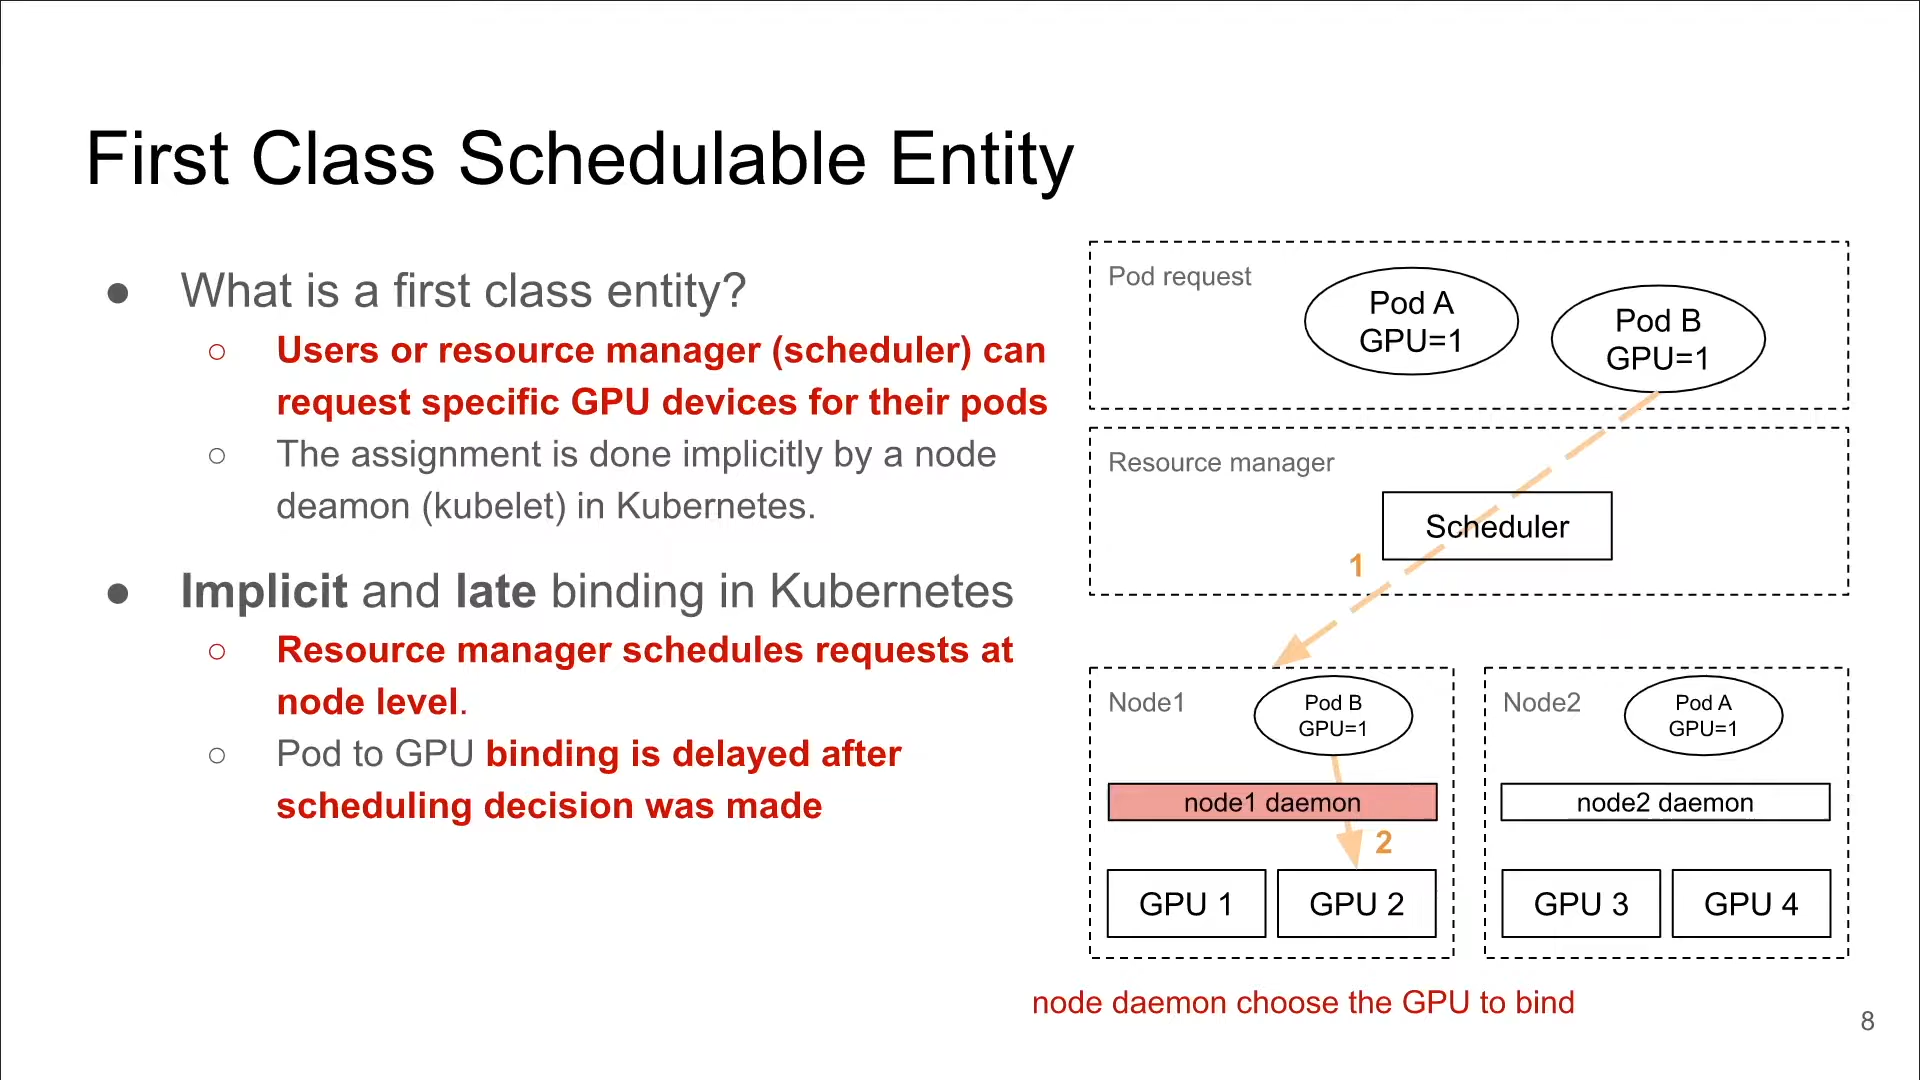 First Class Schedulable Entity
● What is a first class entity?
○ Users or resource manager (scheduler) can
request specific GPU devices for their pods
○ The assignment is done implicitly by a node
deamon (kubelet) in Kubernetes.
● Implicit and late binding in Kubernetes
○ Resource manager schedules requests at
node level.
○ Pod to GPU binding is delayed after
scheduling decision was made
Pod request
Pod A
GPU=1
Pod B
GPU=1
Resource manager
Scheduler
1
Node1
Pod B
GPU=1
node1 daemon
2
GPU 1
GPU 2
Node2
Pod A
GPU=1
node2 daemon
GPU 3
GPU 4
node daemon choose the GPU to bind
8